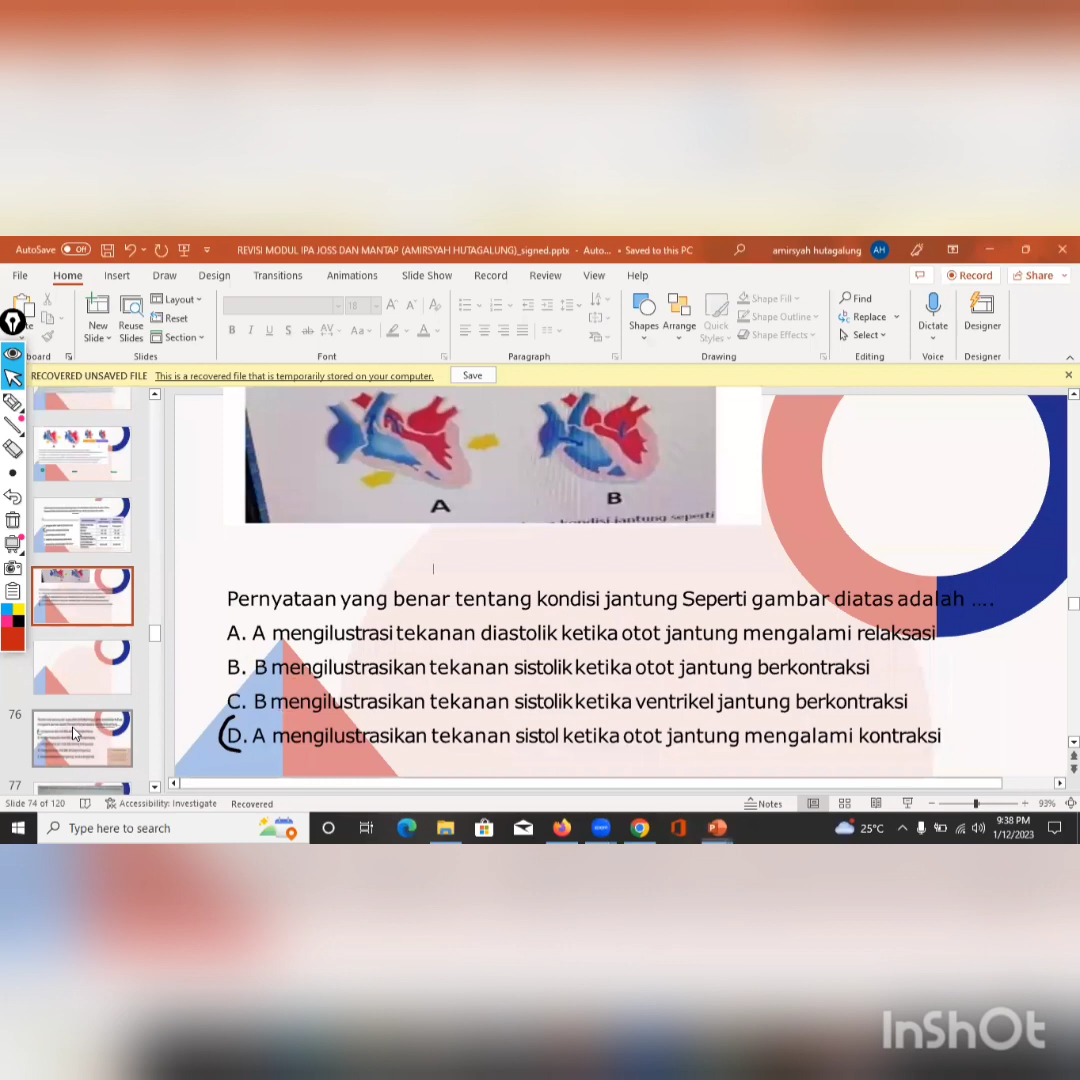 AutoSave Off REVISI MODUL IPA JOSS DAN MANTAP (AMIRSYAH HUTAGALUNG)_signed.pptx - Auto... • Saved to this PC amirsyah hutagalung AH
File Home Insert Draw Design Transitions Animations Slide Show Record Review View Help Record Share
New Slide Reuse Slides Layout Reset Section
18
B I U S ab AV Aa A
Shapes Arrange Quick Styles Shape Fill Shape Outline Shape Effects
Find Replace Select Dictate Designer
Slides Font Paragraph Drawing Editing Voice Designer
RECOVERED UNSAVED FILE This is a recovered file that is temporarily stored on your computer. Save
A B
kondisi jantung seperti
Pernyataan yang benar tentang kondisi jantung Seperti gambar diatas adalah ....
A. A mengilustrasi tekanan diastolik ketika otot jantung mengalami relaksasi
B. B mengilustrasikan tekanan sistolik ketika otot jantung berkontraksi
C. B mengilustrasikan tekanan sistolik ketika ventrikel jantung berkontraksi
D. A mengilustrasikan tekanan sistol ketika otot jantung mengalami kontraksi
76
77
Slide 74 of 120 Accessibility: Investigate Recovered Notes 93%
Type here to search 25°C 9:38 PM
1/12/2023
InShOt